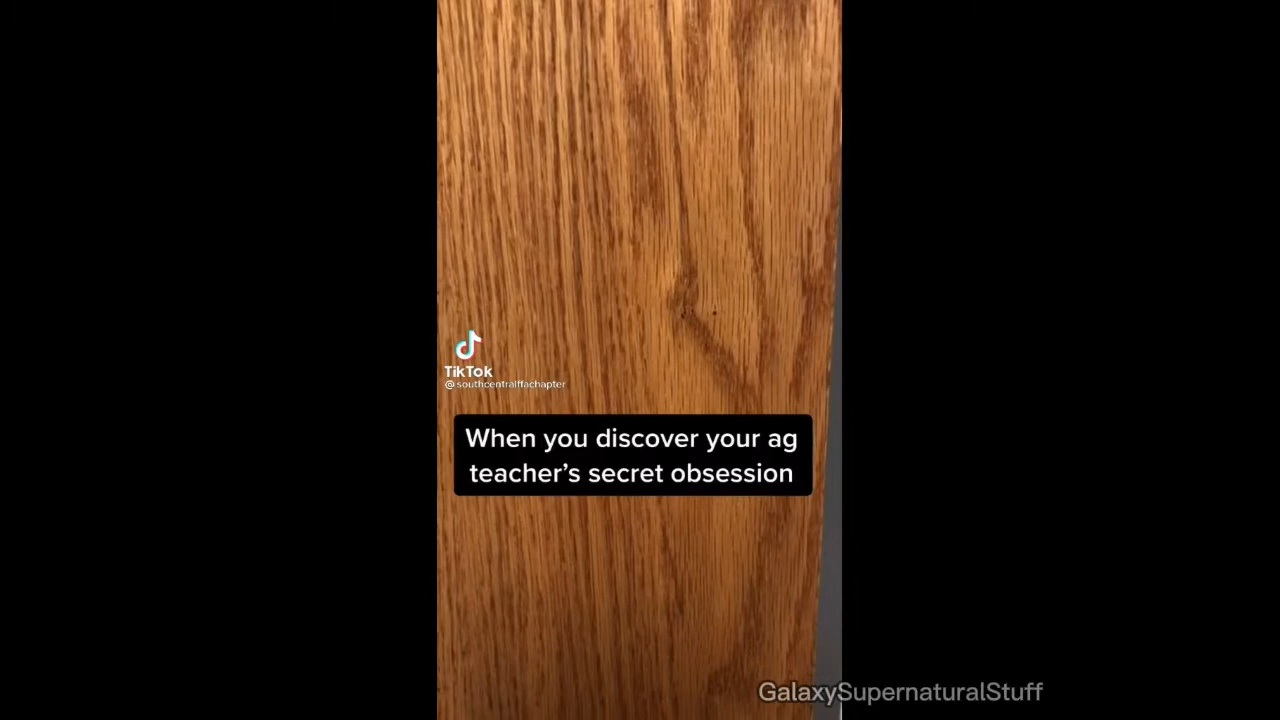 TikTok
@southcentralffachapter
When you discover your ag
teacher's secret obsession
GalaxySupernaturalStuff